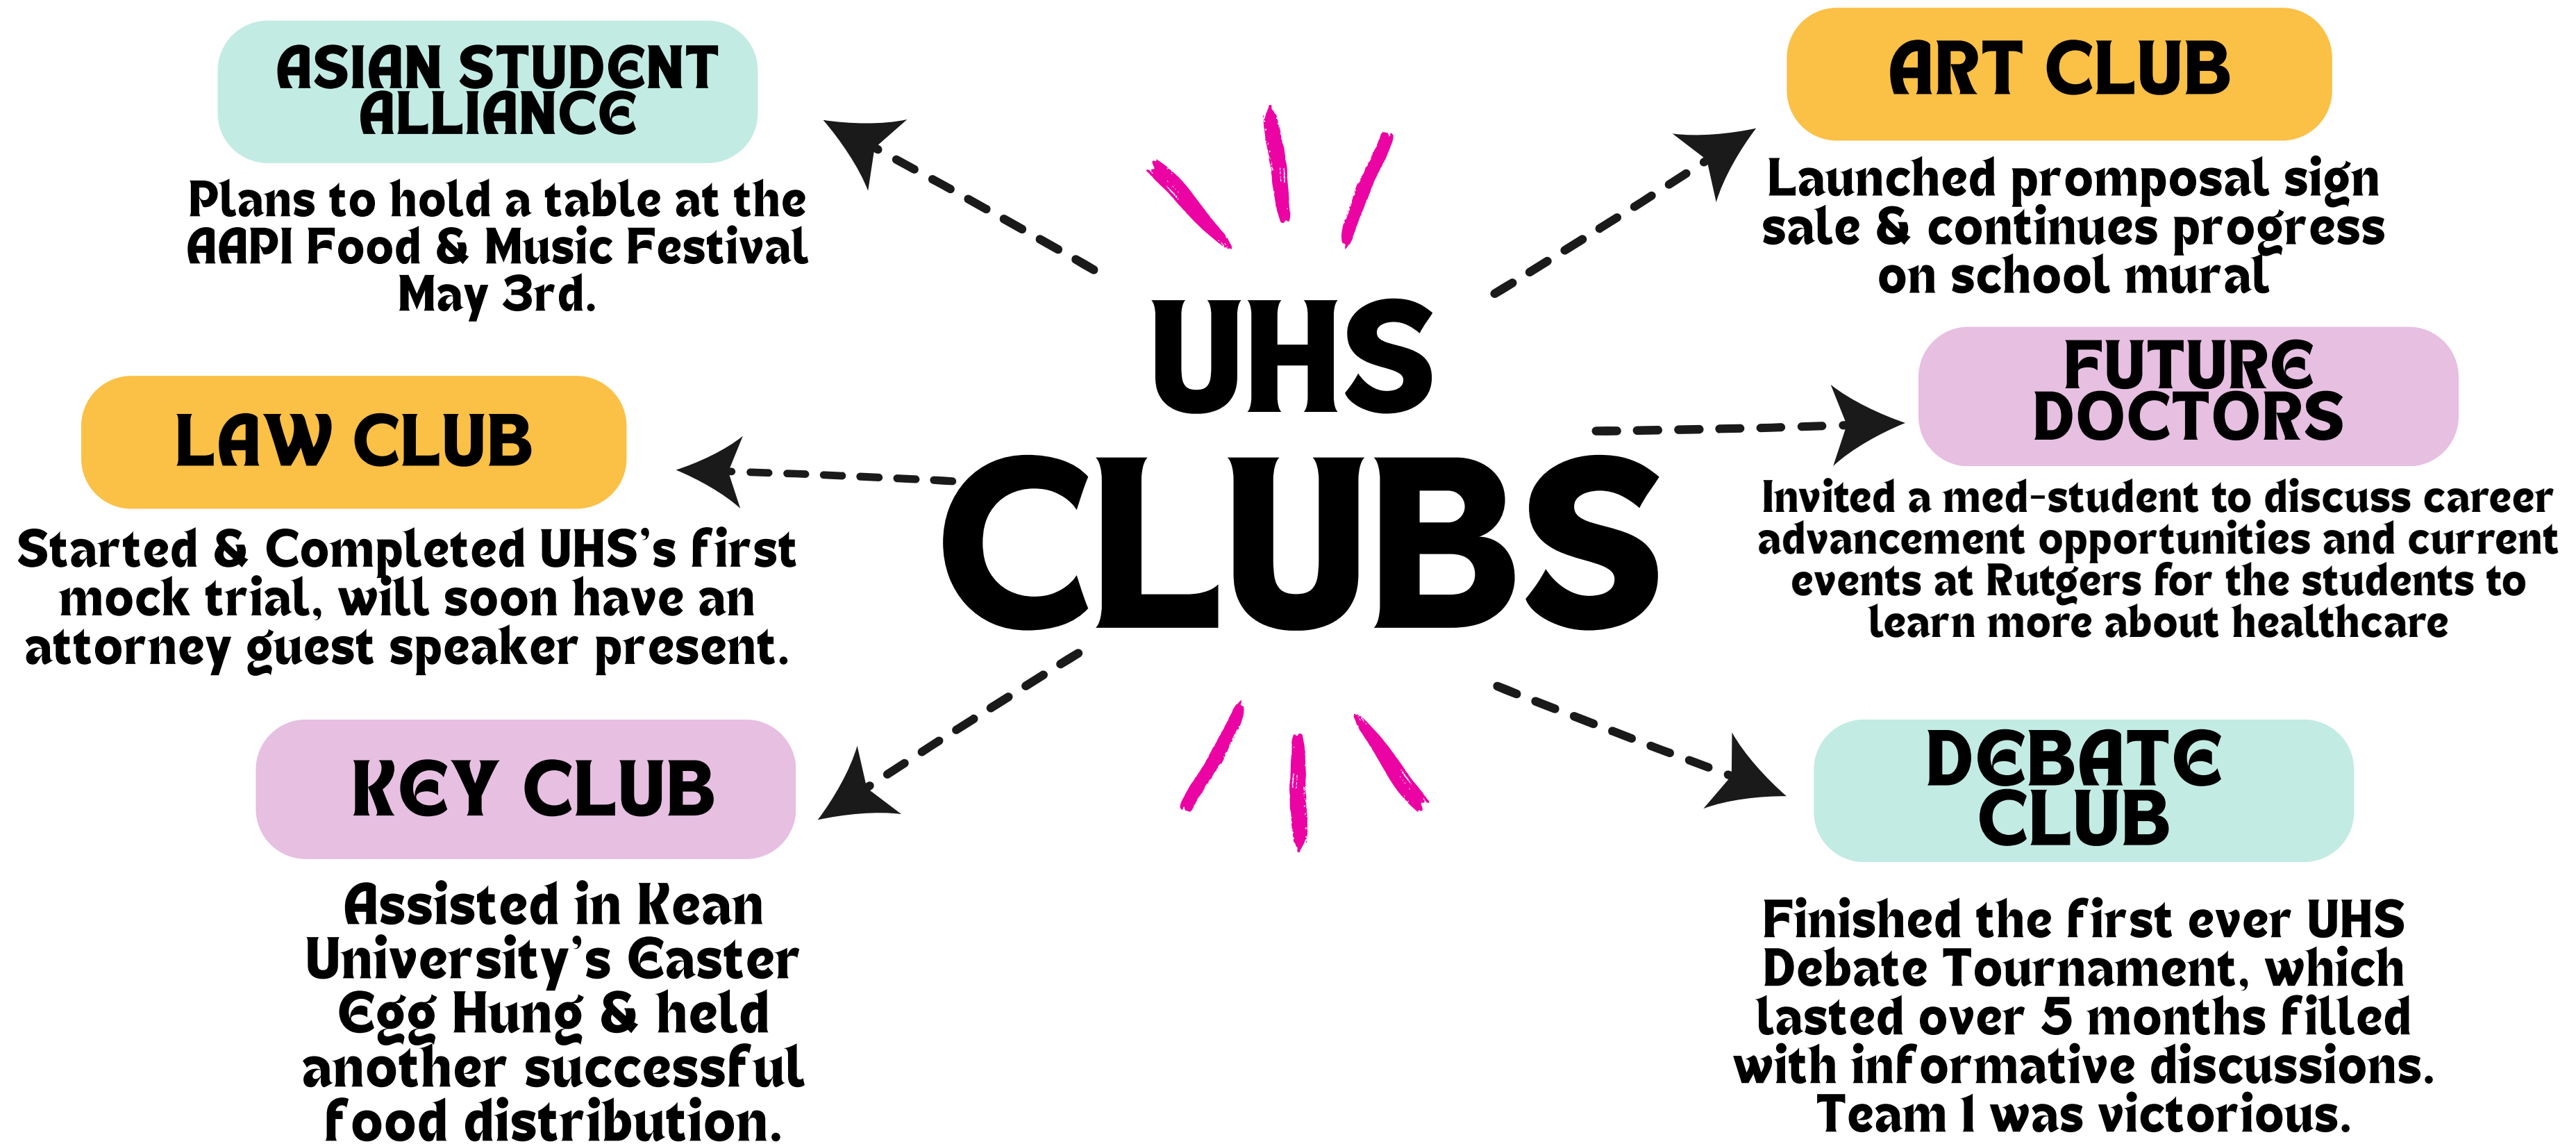 ASIAN STUDENT
ALLIANCE
Plans to hold a table at the
AAPI Food & Music Festival
May 3rd.
LAW CLUB
Started & Completed UHS's first
mock trial, will soon have an
attorney guest speaker present.
KEY CLUB
Assisted in Kean
University's Easter
Egg Hung & held
another successful
food distribution.
UHS
CLUBS
ART CLUB
Launched promposal sign
sale & continues progress
on school mural
FUTURE
DOCTORS
Invited a med-student to discuss career
advancement opportunities and current
events at Rutgers for the students to
learn more about healthcare
DEBATE
CLUB
Finished the first ever UHS
Debate Tournament, which
lasted over 5 months filled
with informative discussions.
Team 1 was victorious.